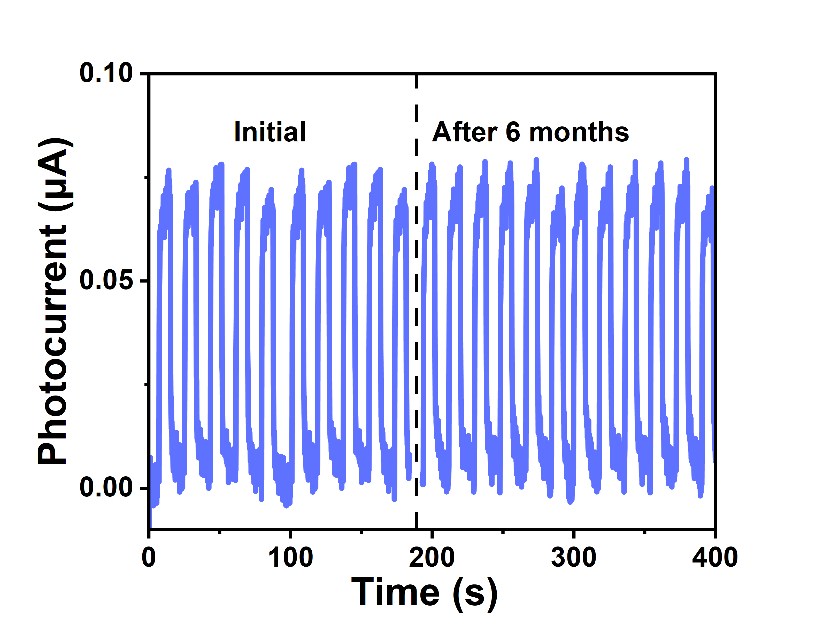 0.10
Initial
After 6 months
0.05
0.00
Photocurrent (μA)
0
100
200
300
400
Time (s)